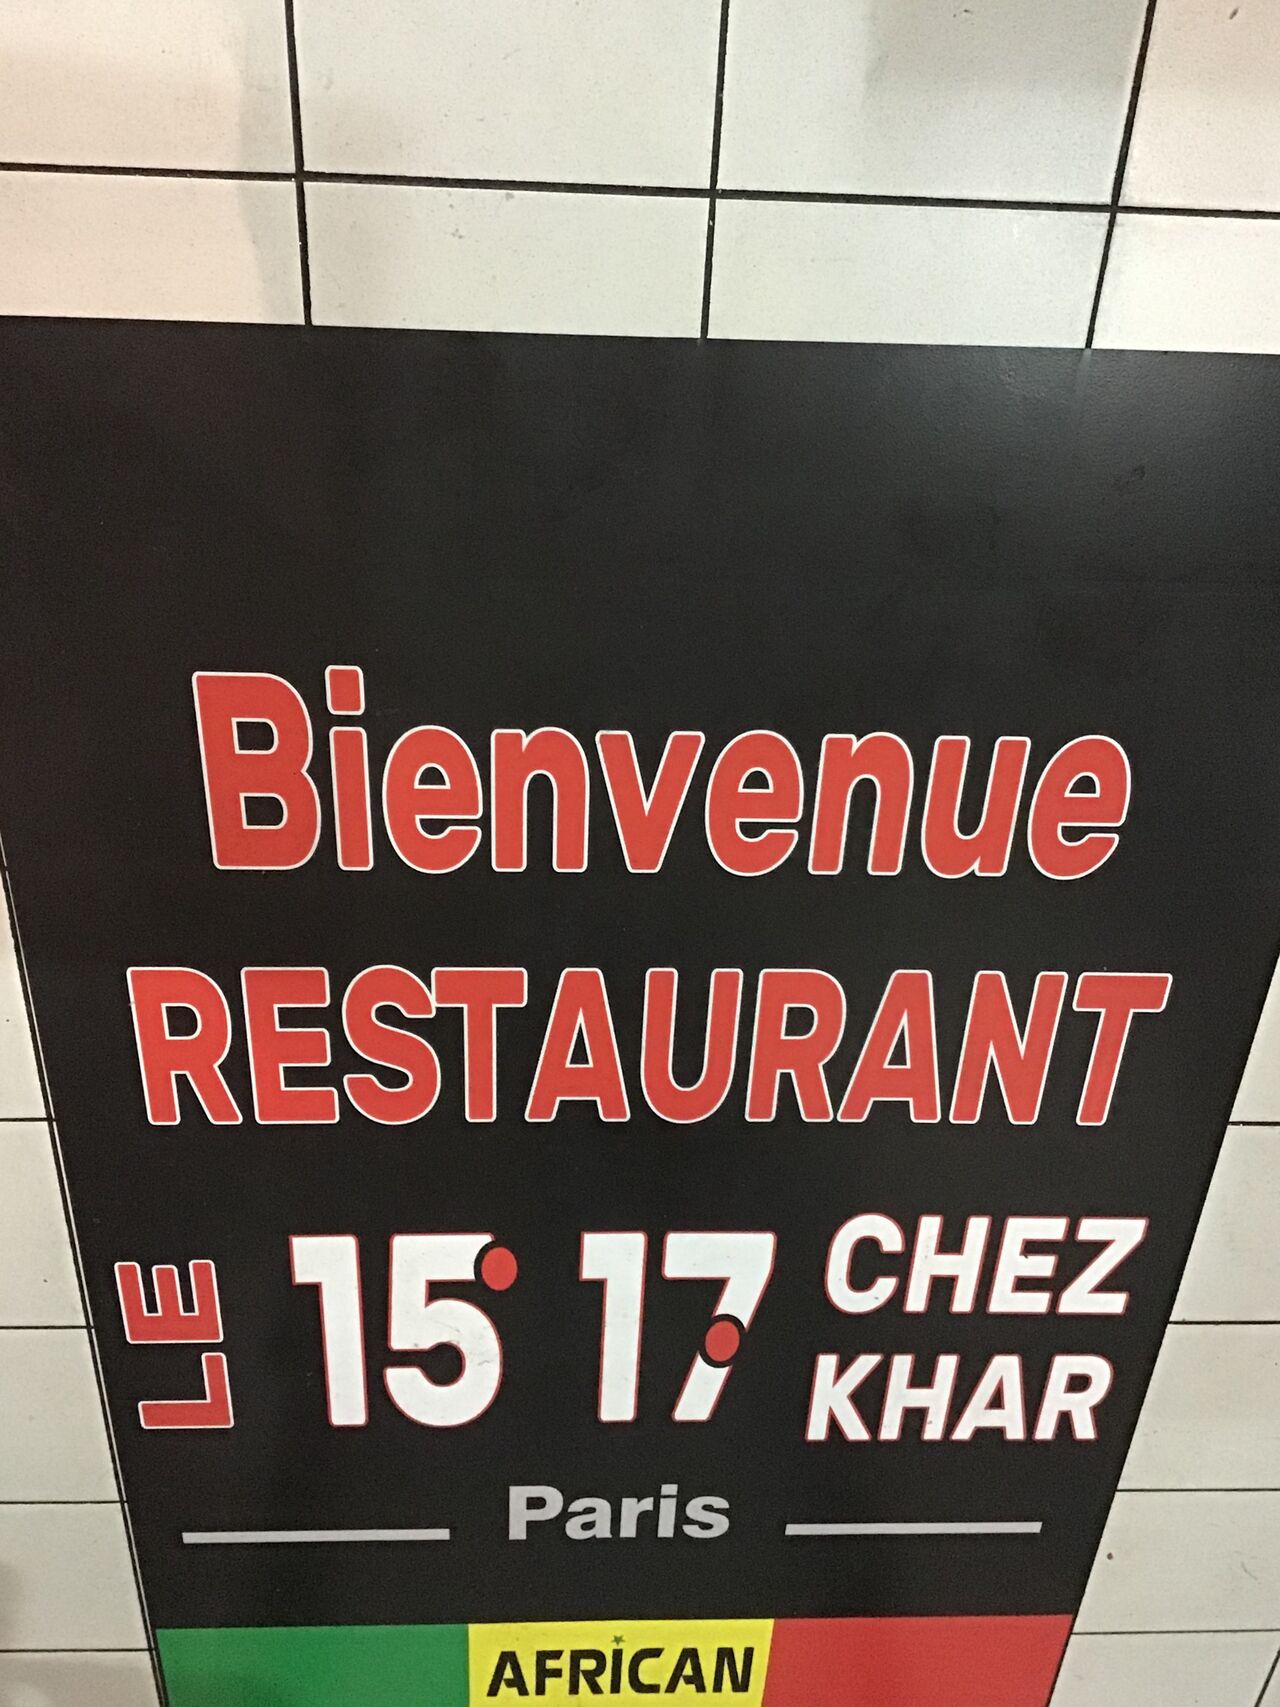 Bienvenue
RESTAURANT
LE 15 17 CHEZ
KHAR
Paris
AFRICAN